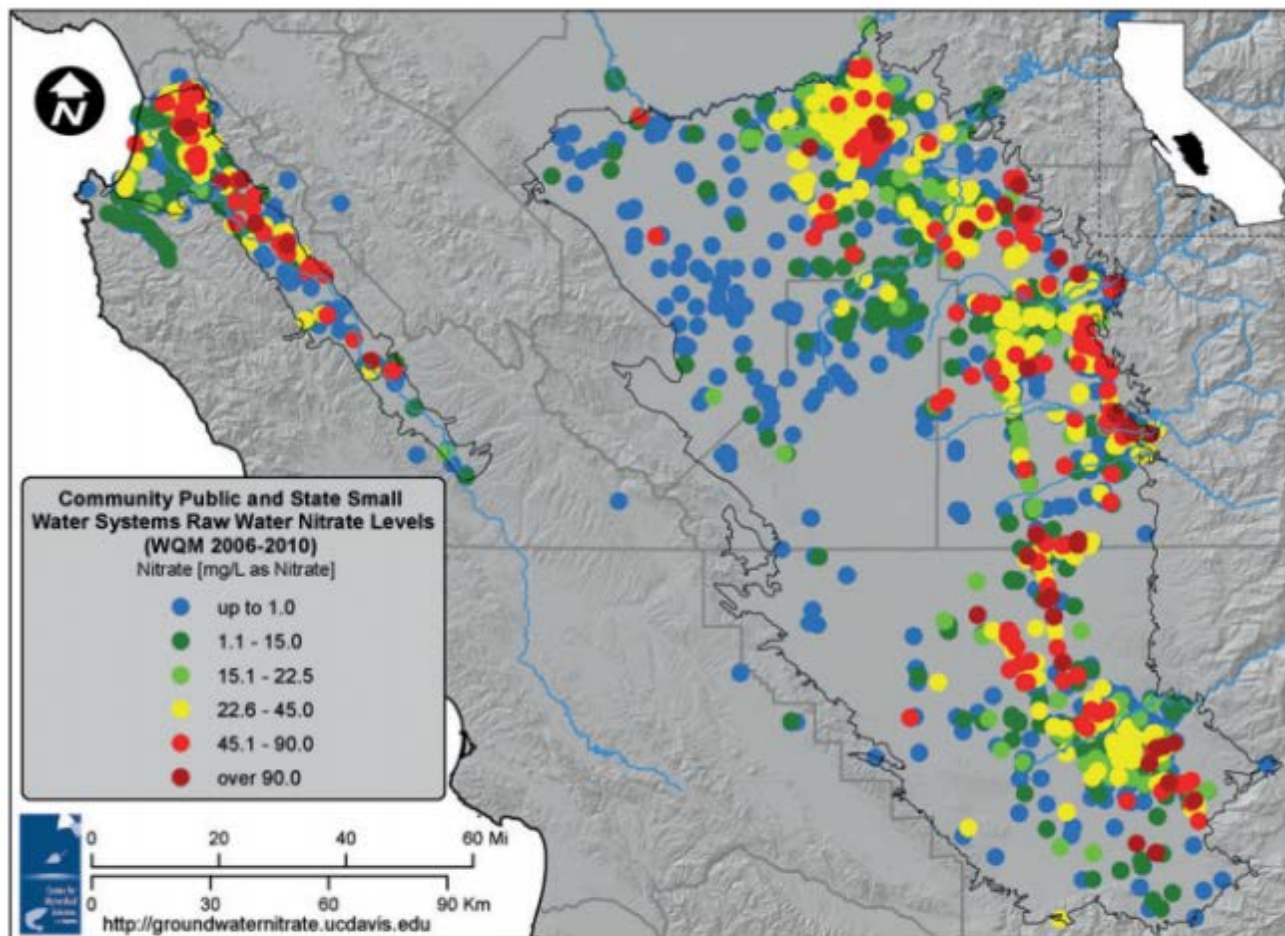 N
Community Public and State Small
Water Systems Raw Water Nitrate Levels
(WQM 2006-2010)
Nitrate [mg/L as Nitrate]
up to 1.0
1.1 - 15.0
15.1 - 22.5
22.6 - 45.0
45.1 - 90.0
over 90.0
0 20 40 60 Mi
0 30 60 90 Km
http://groundwaternitrate.ucdavis.edu